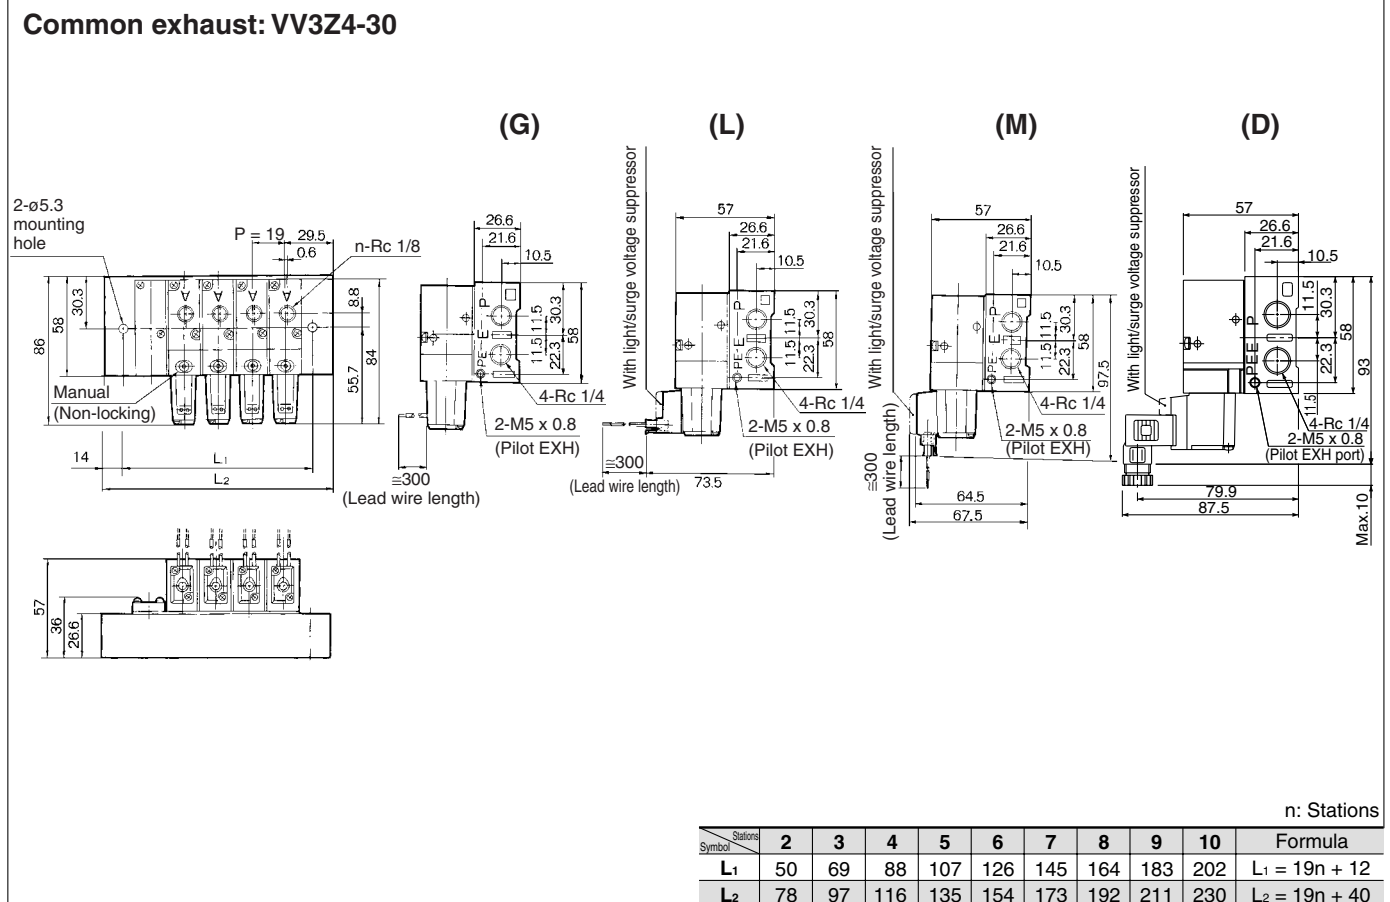 Common exhaust: VV3Z4-30
(G)
(L)
(M)
(D)
2-ø5.3
mounting
hole
P = 19
29.5
0.6
n-Rc 1/8
30.3
58
86
8.8
84
55.7
A
A
A
A
Manual
(Non-locking)
14
L1
L2
57
36
26.6
26.6
21.6
10.5
P
E
PE
11.5
30.3
11.5
22.3
58
4-Rc 1/4
2-M5 x 0.8
(Pilot EXH)
≅300
(Lead wire length)
With light/surge voltage suppressor
57
26.6
21.6
10.5
P
E
PE
11.5
30.3
11.5
22.3
58
4-Rc 1/4
2-M5 x 0.8
(Pilot EXH)
≅300
(Lead wire length)
73.5
With light/surge voltage suppressor
57
26.6
21.6
10.5
P
E
PE
11.5
30.3
11.5
22.3
58
97.5
4-Rc 1/4
2-M5 x 0.8
(Pilot EXH)
≅300
(Lead wire length)
64.5
67.5
With light/surge voltage suppressor
57
26.6
21.6
10.5
P
E
PE
11.5
30.3
11.5
22.3
58
93
4-Rc 1/4
2-M5 x 0.8
(Pilot EXH port)
79.9
87.5
Max.10
n: Stations
Symbol Stations 2 3 4 5 6 7 8 9 10 Formula
L1 50 69 88 107 126 145 164 183 202 L1 = 19n + 12
L2 78 97 116 135 154 173 192 211 230 L2 = 19n + 40